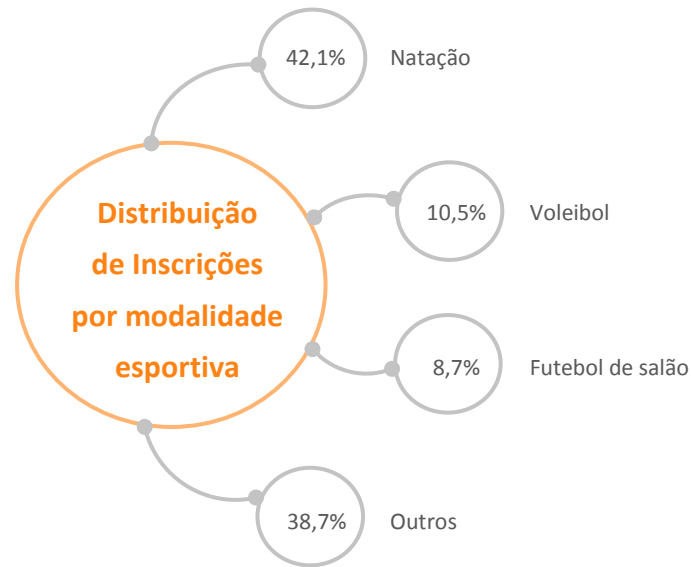 42,1% Natação
Distribuição
de Inscrições
por modalidade
esportiva
10,5% Voleibol
8,7% Futebol de salão
38,7% Outros